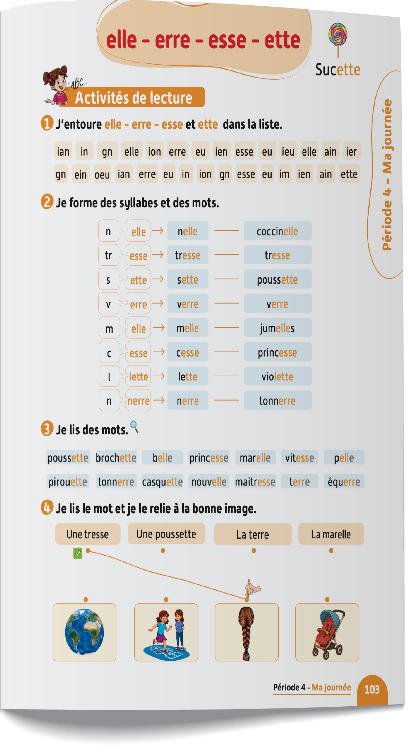 elle - erre - esse - ette
Sucette
ABC
Activités de lecture
Période 4 - Ma journée
1 J'entoure elle - erre - esse et ette dans la liste.
ian in gn elle ion erre eu ien esse eu ieu elle ain ier
gn ein oeu ian erre eu in ion gn esse eu im ien ain ette
2 Je forme des syllabes et des mots.
n elle → nelle coccinelle
tr esse → tresse tresse
s ette → sette poussette
v erre → verre verre
m elle → melle jumelles
c esse → cesse princesse
l lette → lette violette
n nerre → nerre tonnerre
3 Je lis des mots.
poussette brochette belle princesse marelle vitesse pelle
pirouette tonnerre casquette nouvelle maitresse terre équerre
4 Je lis le mot et je le relie à la bonne image.
Une tresse Une poussette La terre La marelle
Période 4 - Ma journée 103